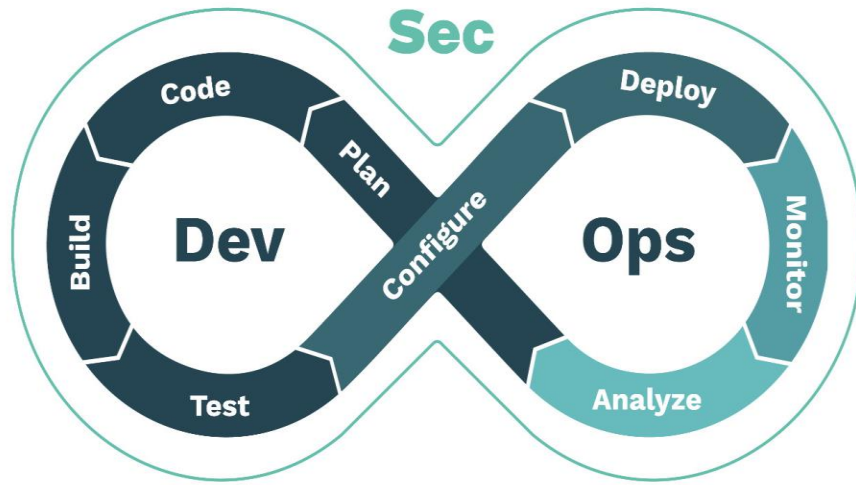 Sec
Code
Deploy
Plan
Build
Dev
Configure
Ops
Monitor
Test
Analyze